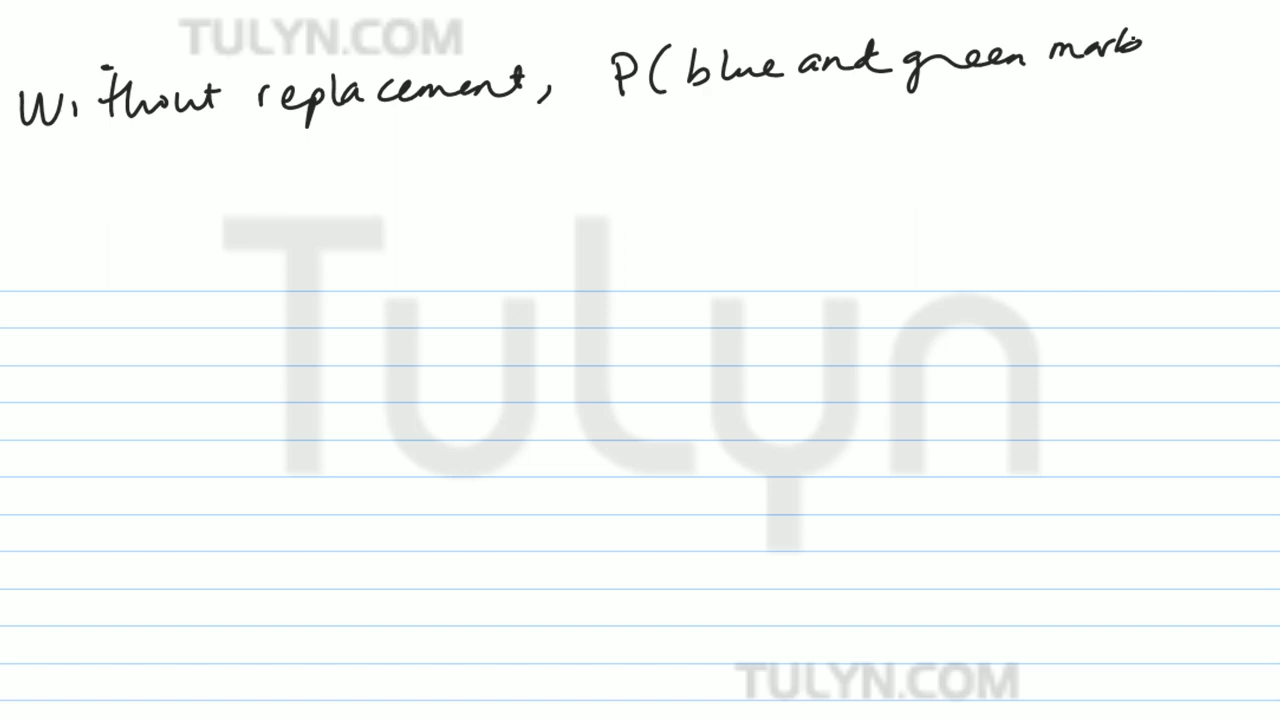 TULYN.COM
Without replacement, P(blue and green marb
TuLyn
TULYN.COM